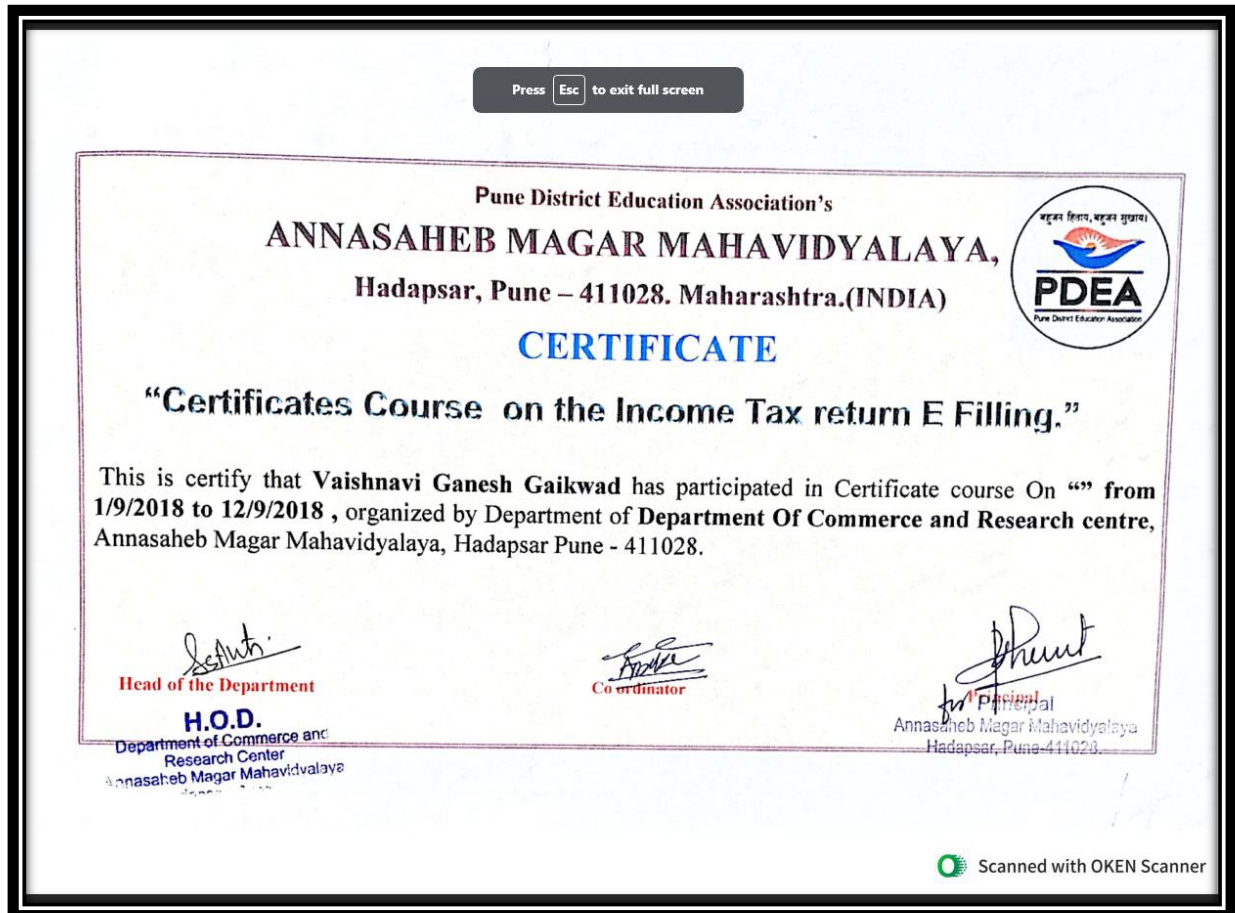 Press Esc to exit full screen
Pune District Education Association's
ANNASAHEB MAGAR MAHAVIDYALAYA,
Hadapsar, Pune – 411028. Maharashtra.(INDIA)
बहुजन हिताय, बहुजन सुखाय।
PDEA
Pune District Education Association
CERTIFICATE
“Certificates Course on the Income Tax return E Filling.”
This is certify that Vaishnavi Ganesh Gaikwad has participated in Certificate course On “” from
1/9/2018 to 12/9/2018 , organized by Department of Department Of Commerce and Research centre,
Annasaheb Magar Mahavidyalaya, Hadapsar Pune - 411028.
Head of the Department
H.O.D.
Department of Commerce and
Research Center
Annasaheb Magar Mahavidyalaya
Co ordinator
Principal
for Principal
Annasaheb Magar Mahavidyalaya
Hadapsar, Pune-411028.
Scanned with OKEN Scanner